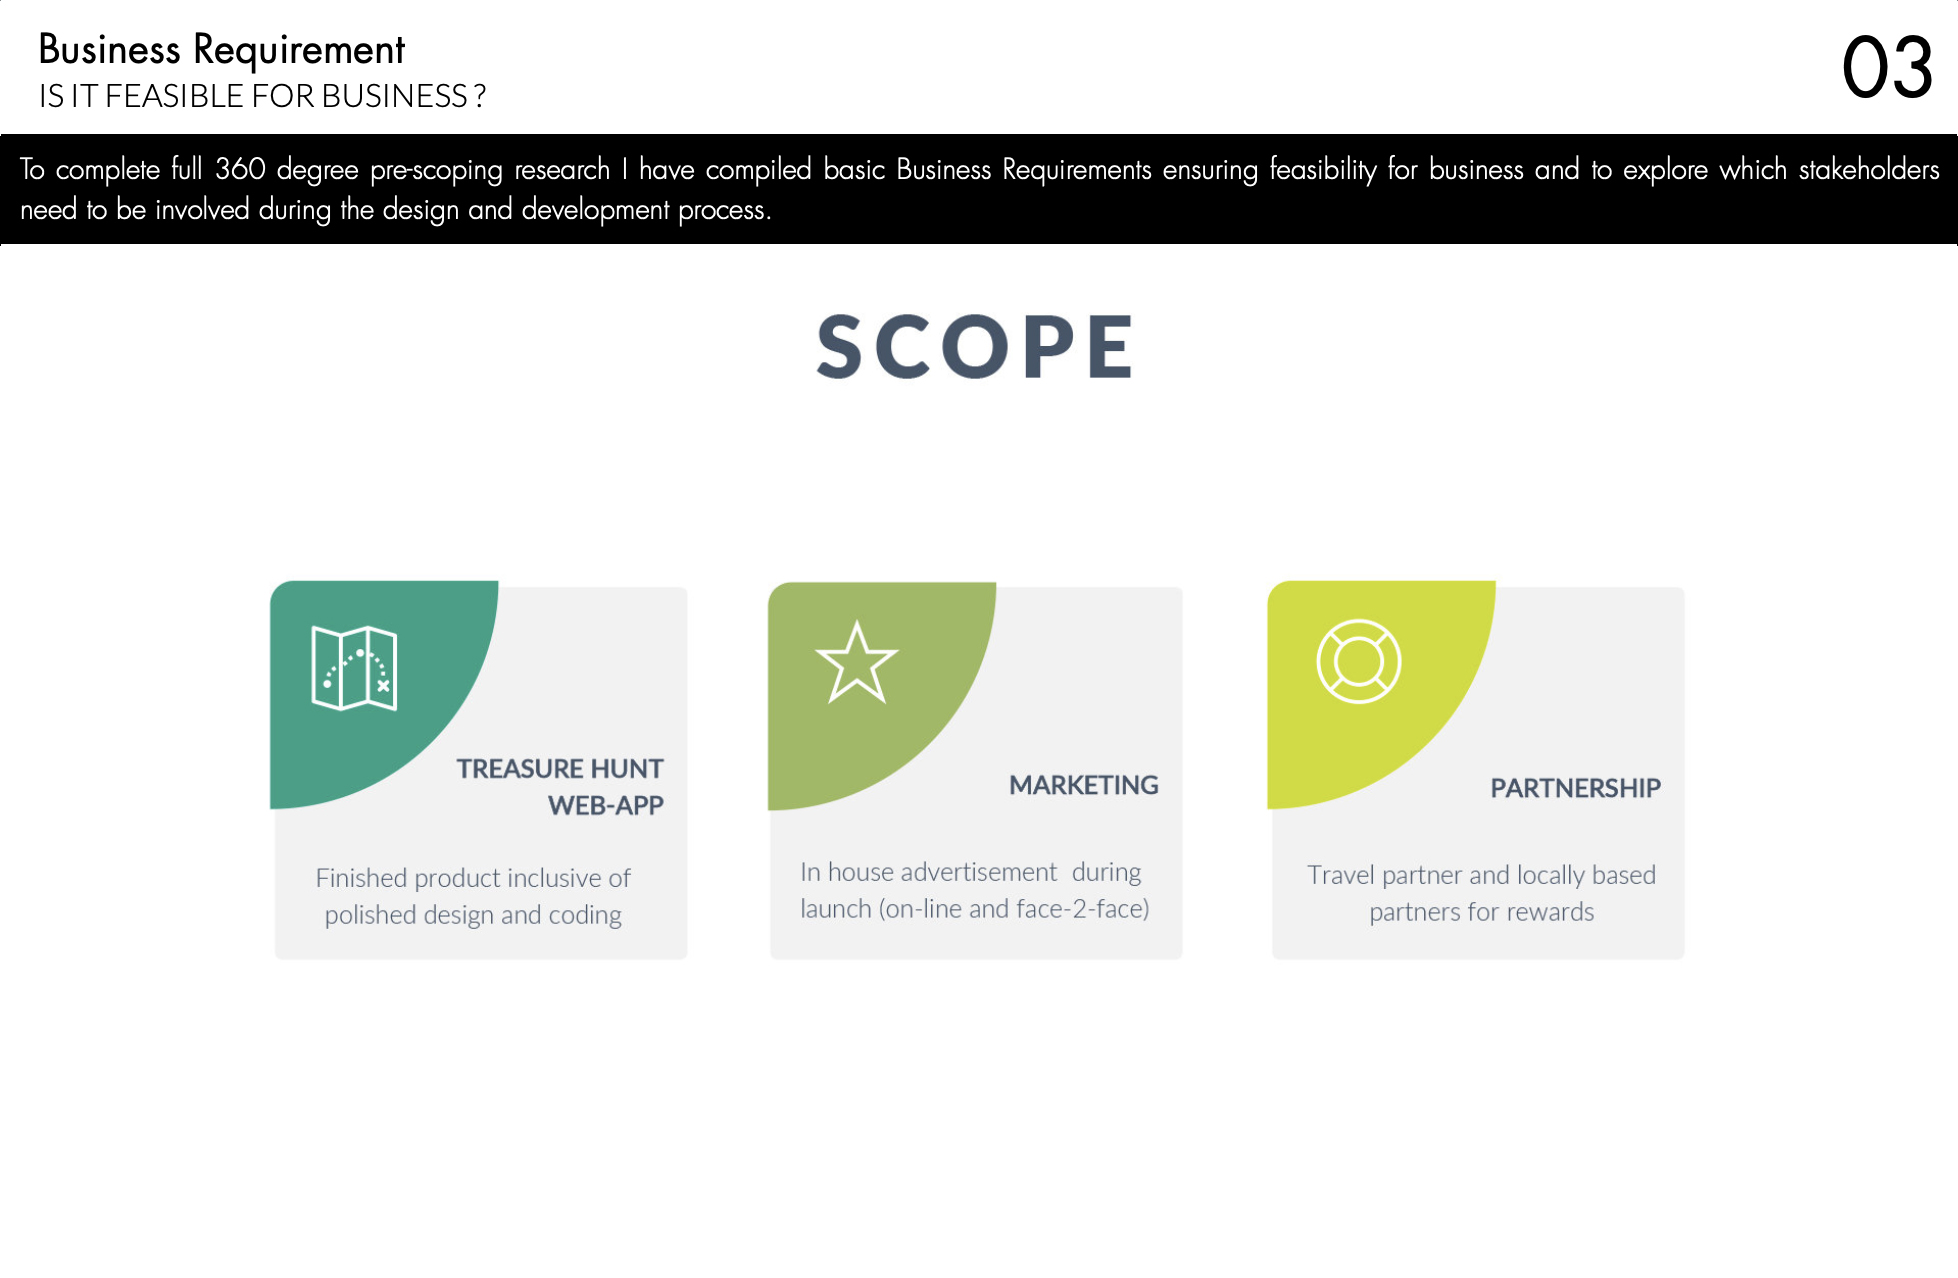 Business Requirement
IS IT FEASIBLE FOR BUSINESS ?
03
To complete full 360 degree pre-scoping research I have compiled basic Business Requirements ensuring feasibility for business and to explore which stakeholders
need to be involved during the design and development process.
SCOPE
TREASURE HUNT
WEB-APP
Finished product inclusive of
polished design and coding
MARKETING
In house advertisement during
launch (on-line and face-2-face)
PARTNERSHIP
Travel partner and locally based
partners for rewards